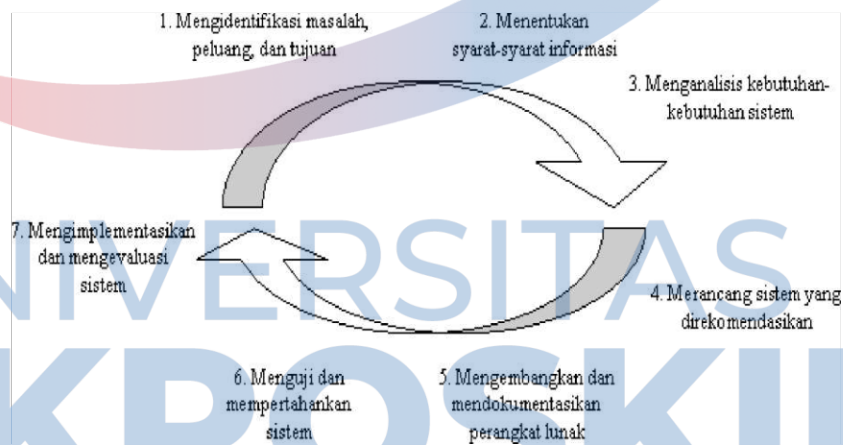 1. Mengidentifikasi masalah,
peluang, dan tujuan
2. Menentukan
syarat-syarat informasi
3. Menganalisis kebutuhan-
kebutuhan sistem
4. Merancang sistem yang
direkomendasikan
5. Mengembangkan dan
mendokumentasikan
perangkat lunak
6. Menguji dan
mempertahankan
sistem
7. Mengimplementasikan
dan mengevaluasi
sistem
NIVERSITAS